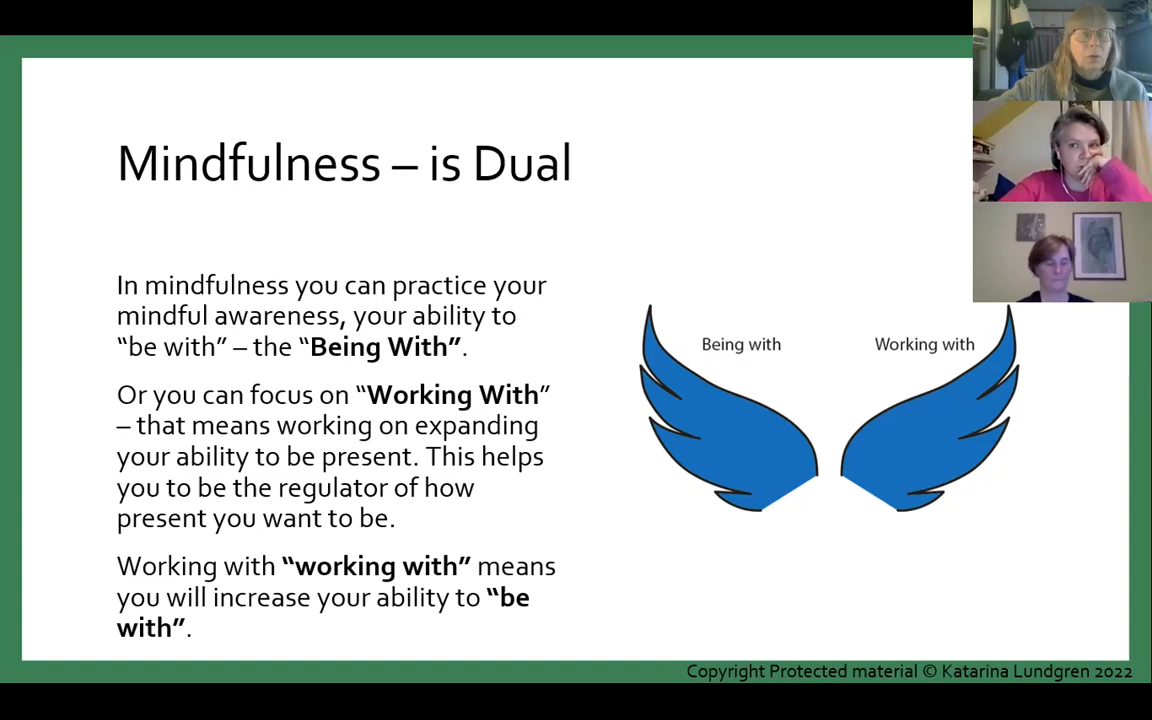 Mindfulness – is Dual
In mindfulness you can practice your
mindful awareness, your ability to
“be with” – the “Being With”.
Or you can focus on “Working With”
– that means working on expanding
your ability to be present. This helps
you to be the regulator of how
present you want to be.
Working with “working with” means
you will increase your ability to “be
with”.
Being with
Working with
Copyright Protected material © Katarina Lundgren 2022